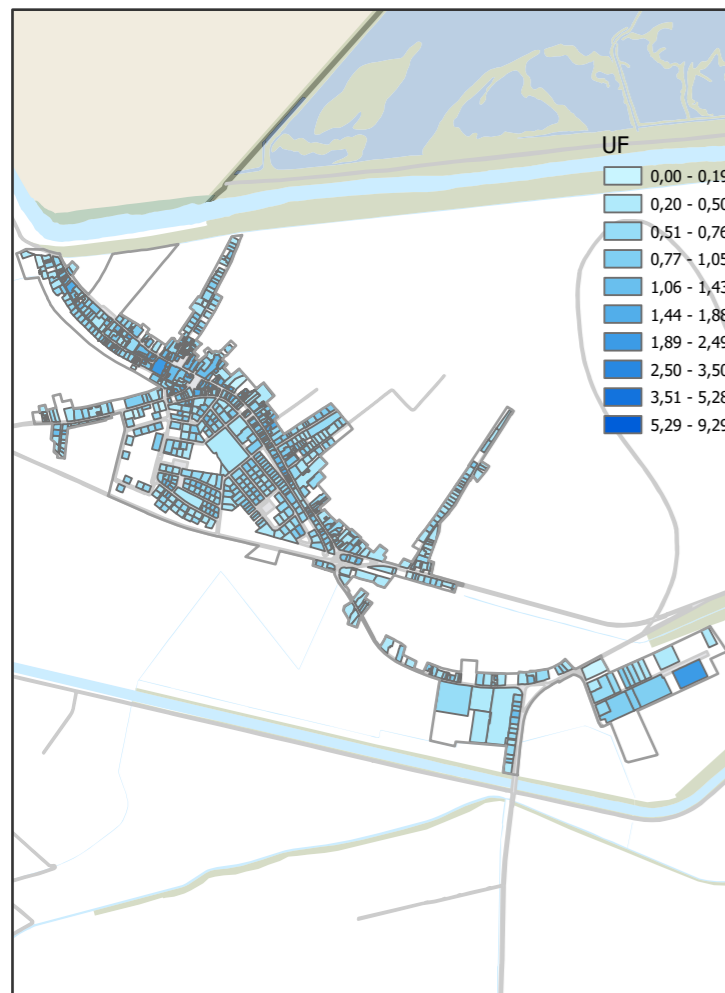 UF
0,00 - 0,19
0,20 - 0,50
0,51 - 0,76
0,77 - 1,05
1,06 - 1,43
1,44 - 1,88
1,89 - 2,49
2,50 - 3,50
3,51 - 5,28
5,29 - 9,29